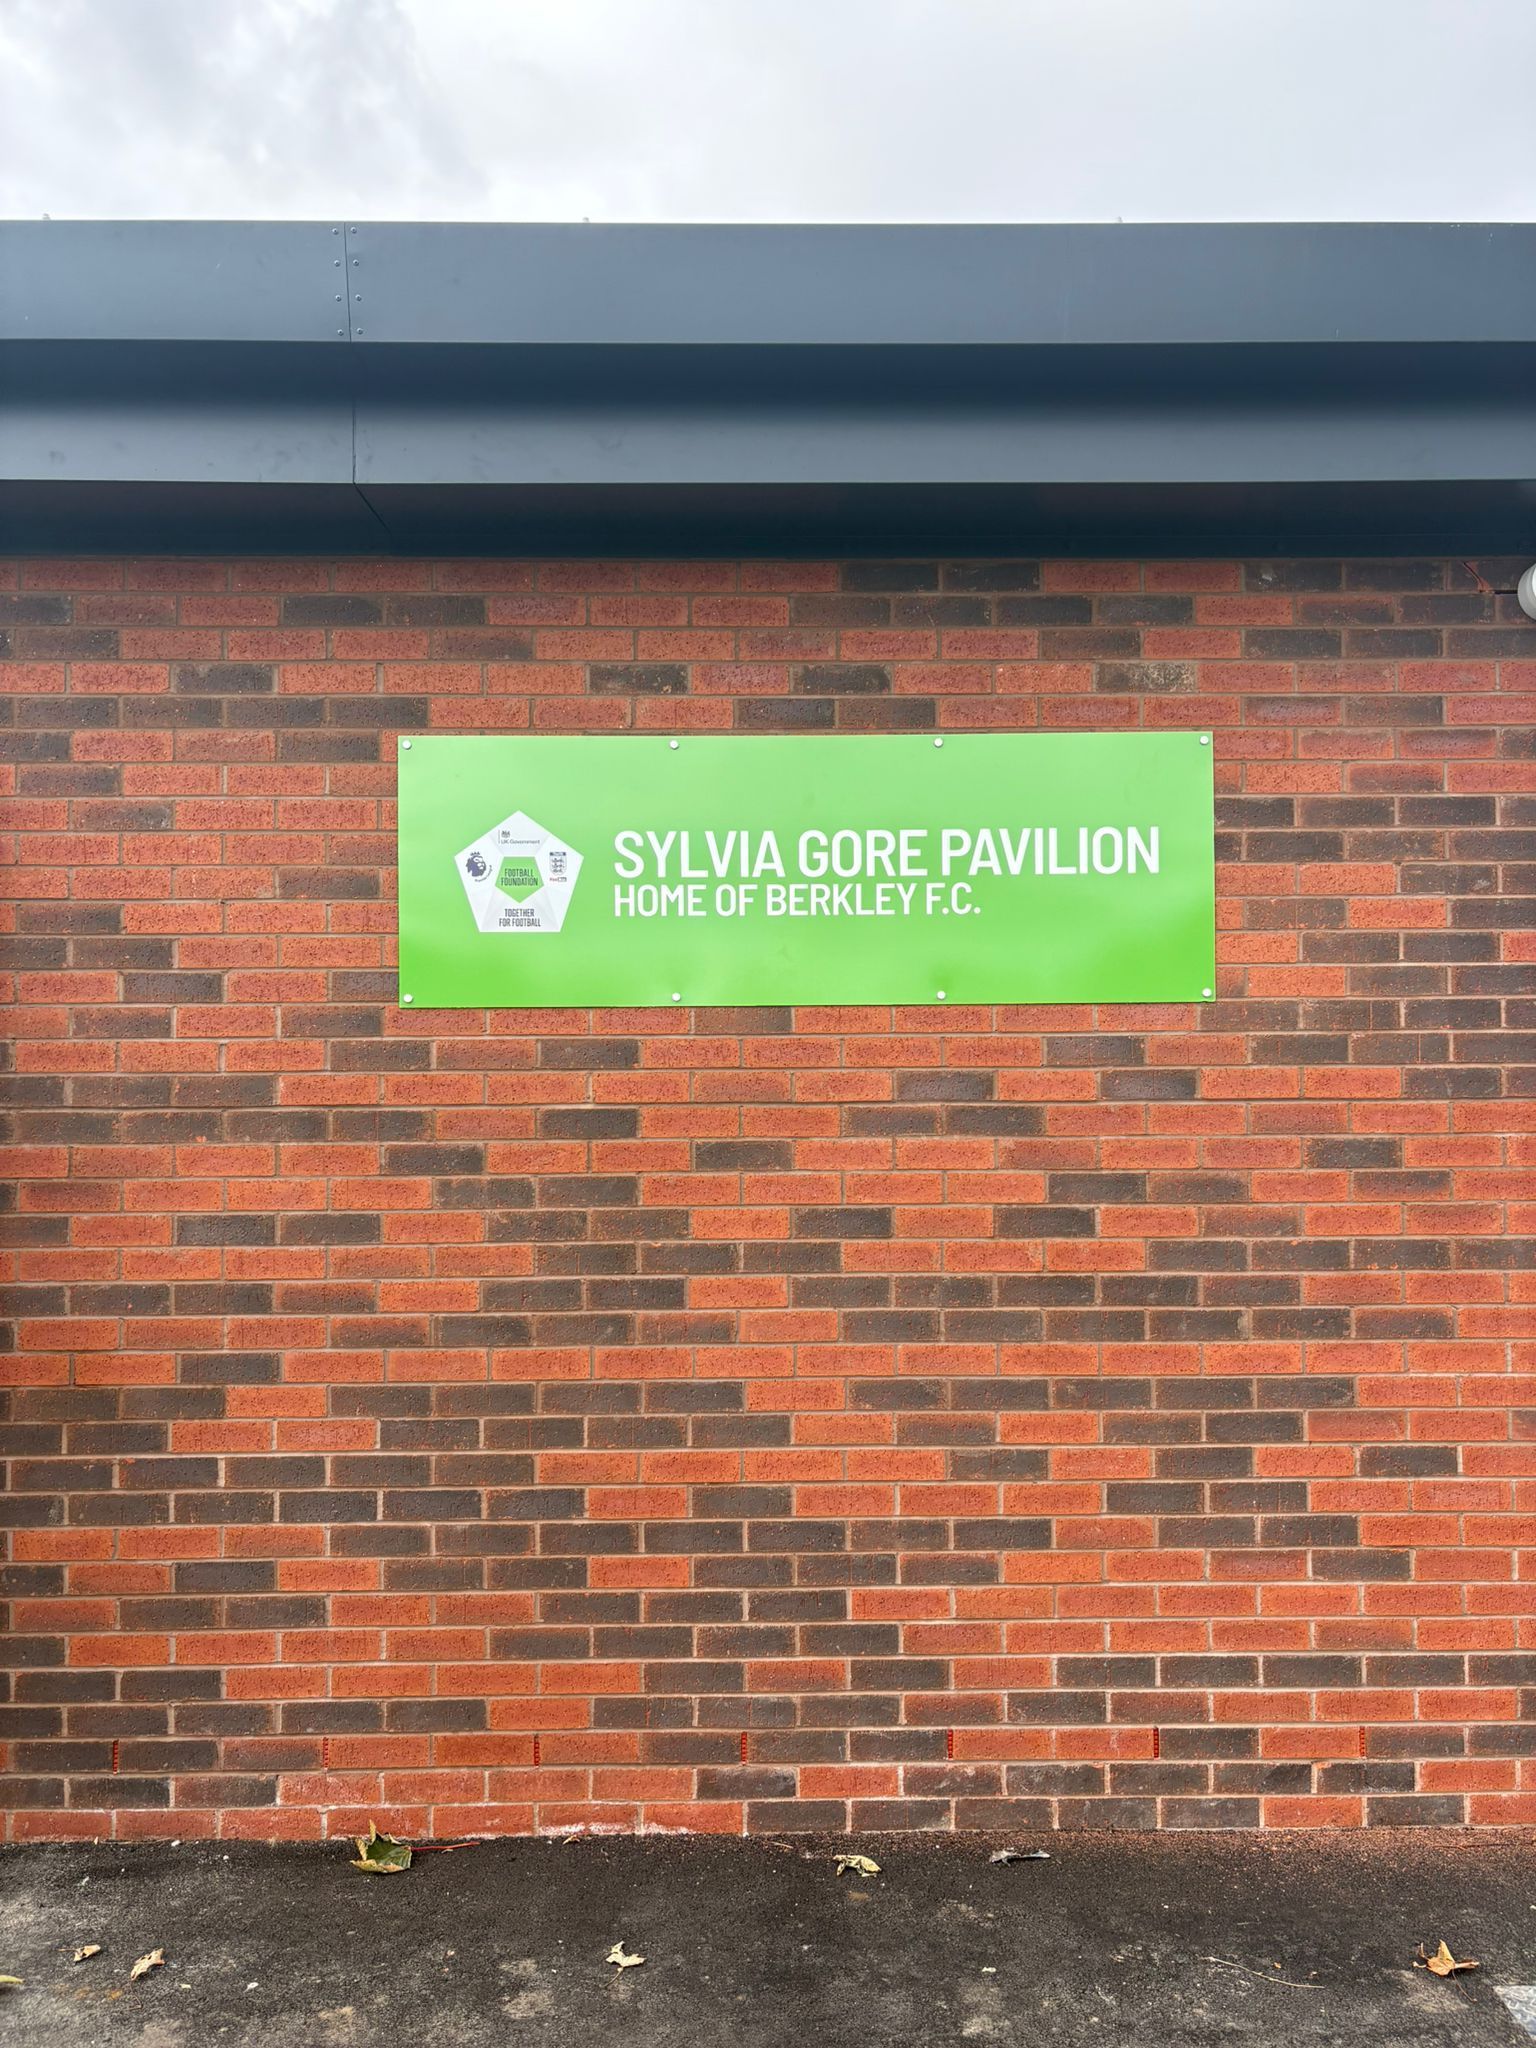 UK Government
FOOTBALL
FOUNDATION
TOGETHER
FOR FOOTBALL
SYLVIA GORE PAVILION
HOME OF BERKLEY F.C.